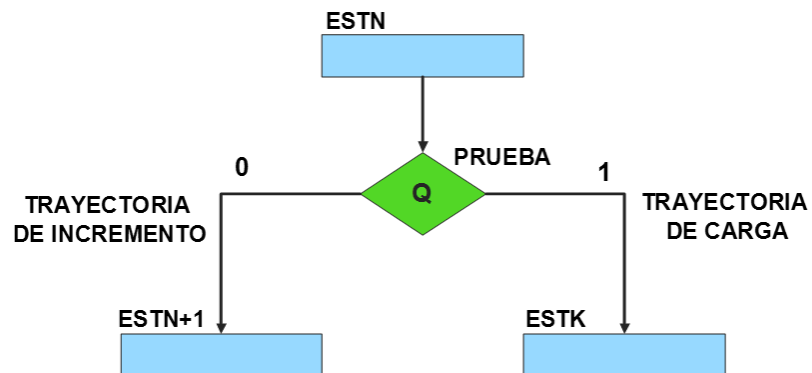 ESTN
PRUEBA
0
Q
1
TRAYECTORIA
DE INCREMENTO
TRAYECTORIA
DE CARGA
ESTN+1
ESTK